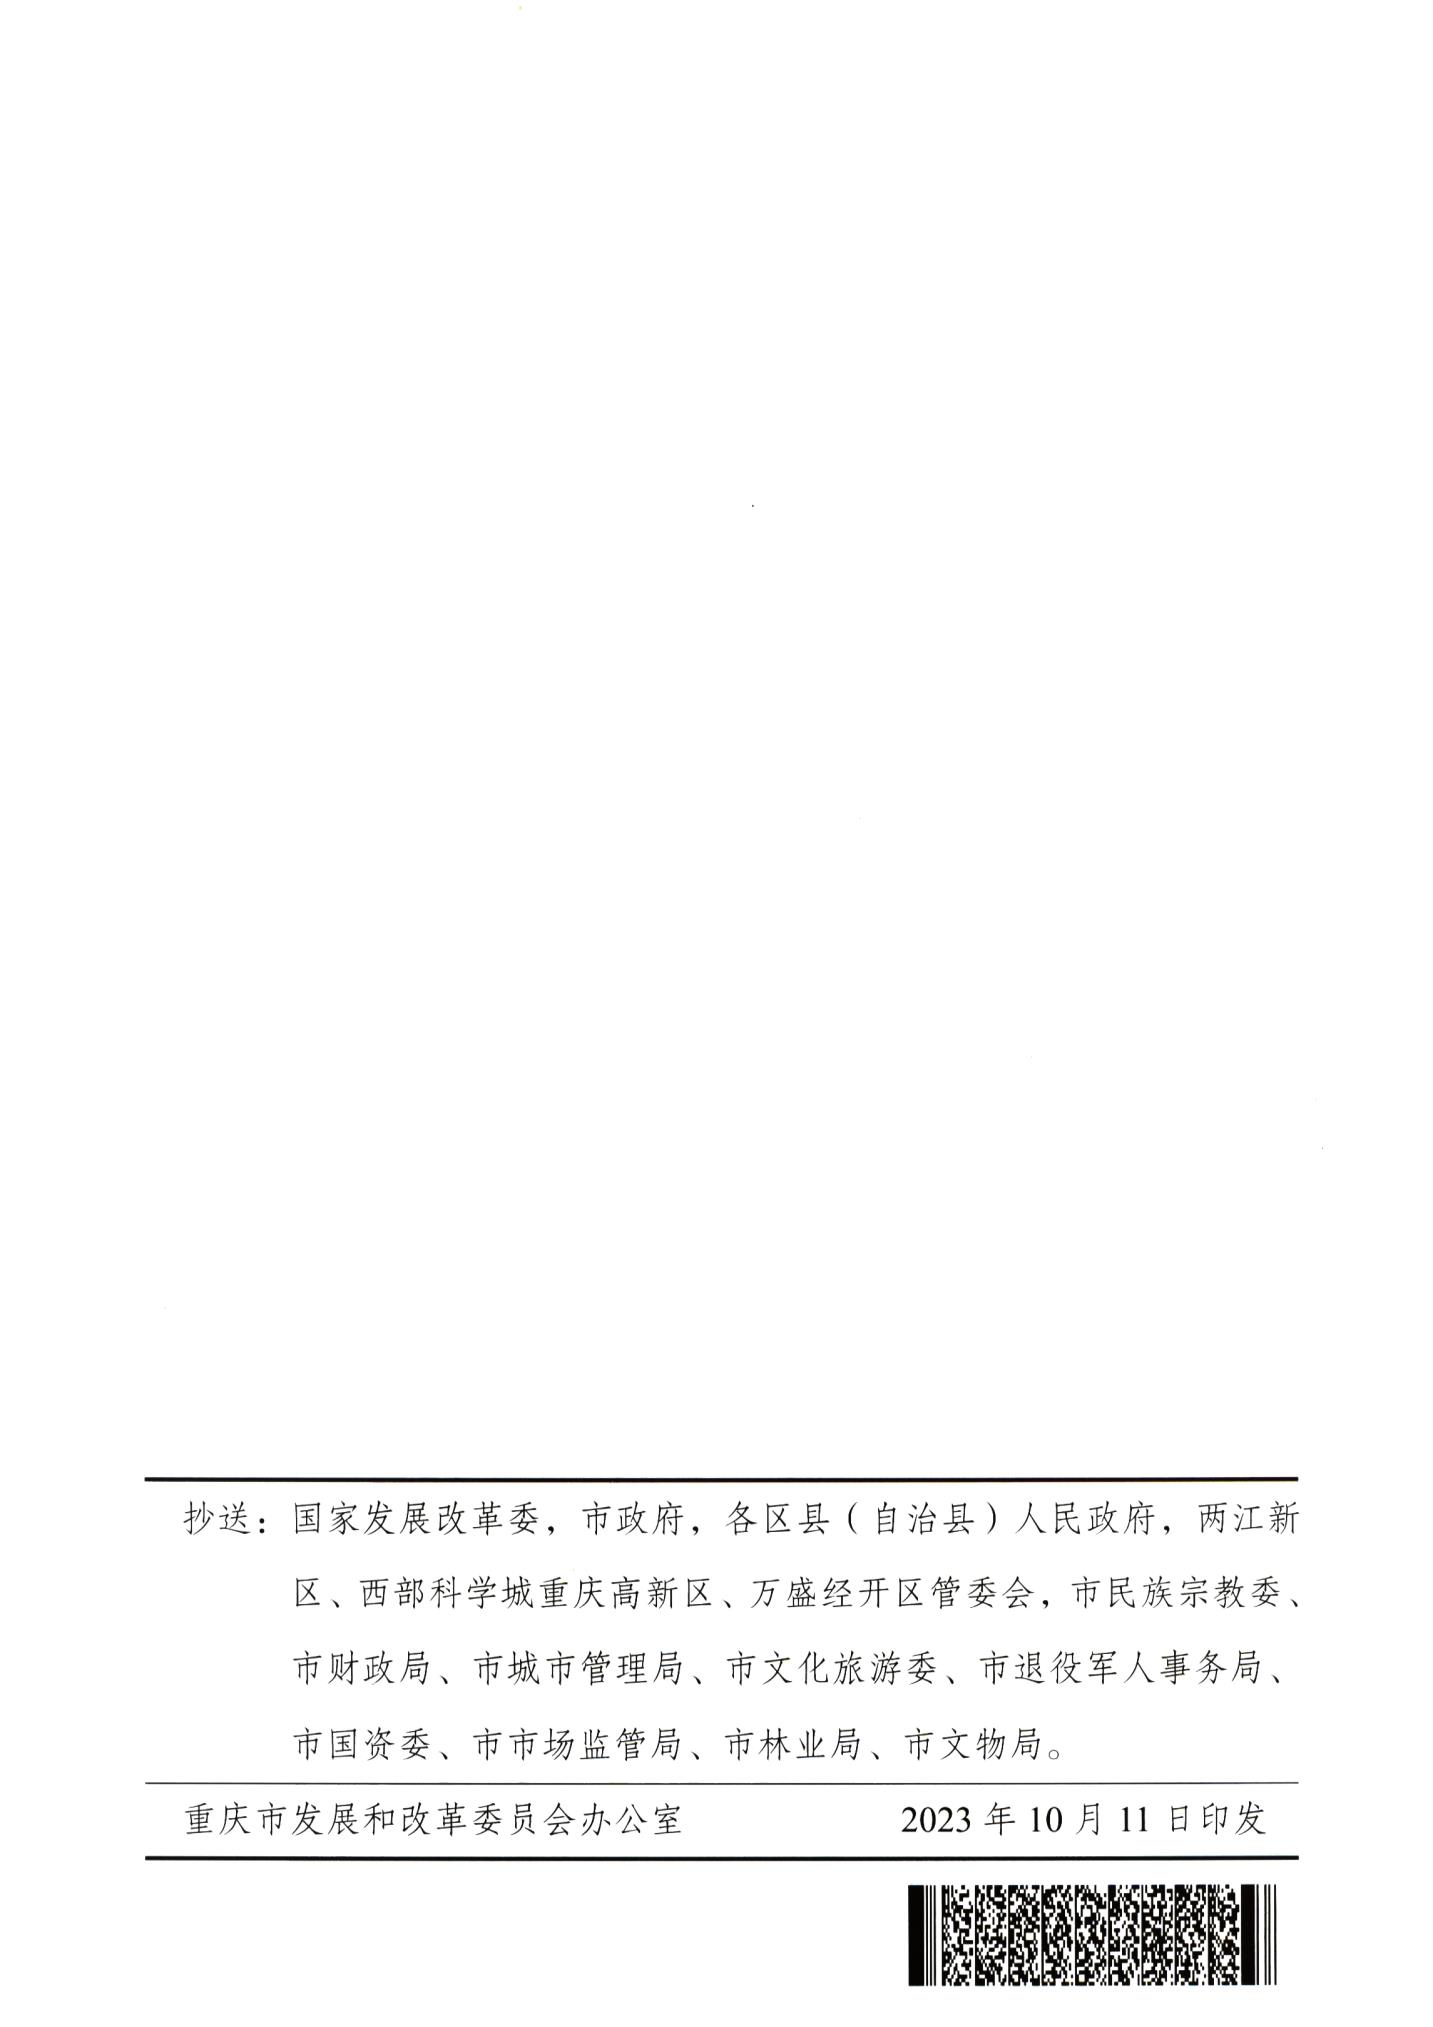 抄送：国家发展改革委，市政府，各区县（自治县）人民政府，两江新
区、西部科学城重庆高新区、万盛经开区管委会，市民族宗教委、
市财政局、市城市管理局、市文化旅游委、市退役军人事务局、
市国资委、市市场监管局、市林业局、市文物局。
重庆市发展和改革委员会办公室 2023年10月11日印发